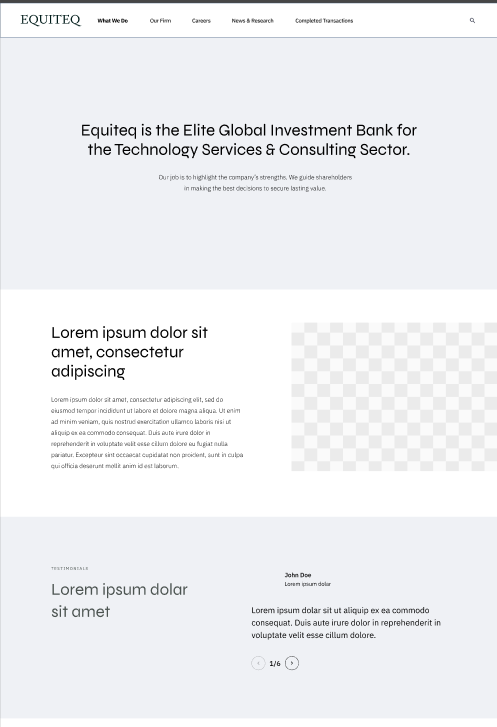 EQUITEQ What We Do Our Firm Careers News & Research Completed Transactions
Equiteq is the Elite Global Investment Bank for
the Technology Services & Consulting Sector.
Our job is to highlight the company's strengths. We guide shareholders
in making the best decisions to secure lasting value.
Lorem ipsum dolor sit
amet, consectetur
adipiscing
Lorem ipsum dolor sit amet, consectetur adipiscing elit, sed do
eiusmod tempor incididunt ut labore et dolore magna aliqua. Ut enim
ad minim veniam, quis nostrud exercitation ullamco laboris nisi ut
aliquip ex ea commodo consequat. Duis aute irure dolor in
reprehenderit in voluptate velit esse cillum dolore eu fugiat nulla
pariatur. Excepteur sint occaecat cupidatat non proident, sunt in culpa
qui officia deserunt mollit anim id est laborum.
TESTIMONIALS
Lorem ipsum dolar
sit amet
John Doe
Lorem ipsum dolar
Lorem ipsum dolar sit ut aliquip ex ea commodo
consequat. Duis aute irure dolor in reprehenderit in
voluptate velit esse cillum dolore.
1/6